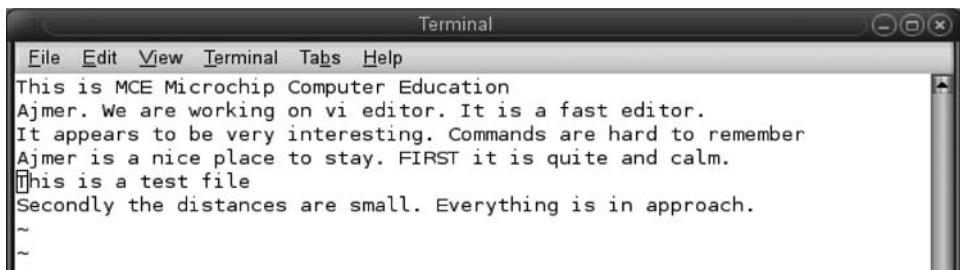 Terminal
File Edit View Terminal Tabs Help
This is MCE Microchip Computer Education
Ajmer. We are working on vi editor. It is a fast editor.
It appears to be very interesting. Commands are hard to remember
Ajmer is a nice place to stay. FIRST it is quite and calm.
This is a test file
Secondly the distances are small. Everything is in approach.
~
~